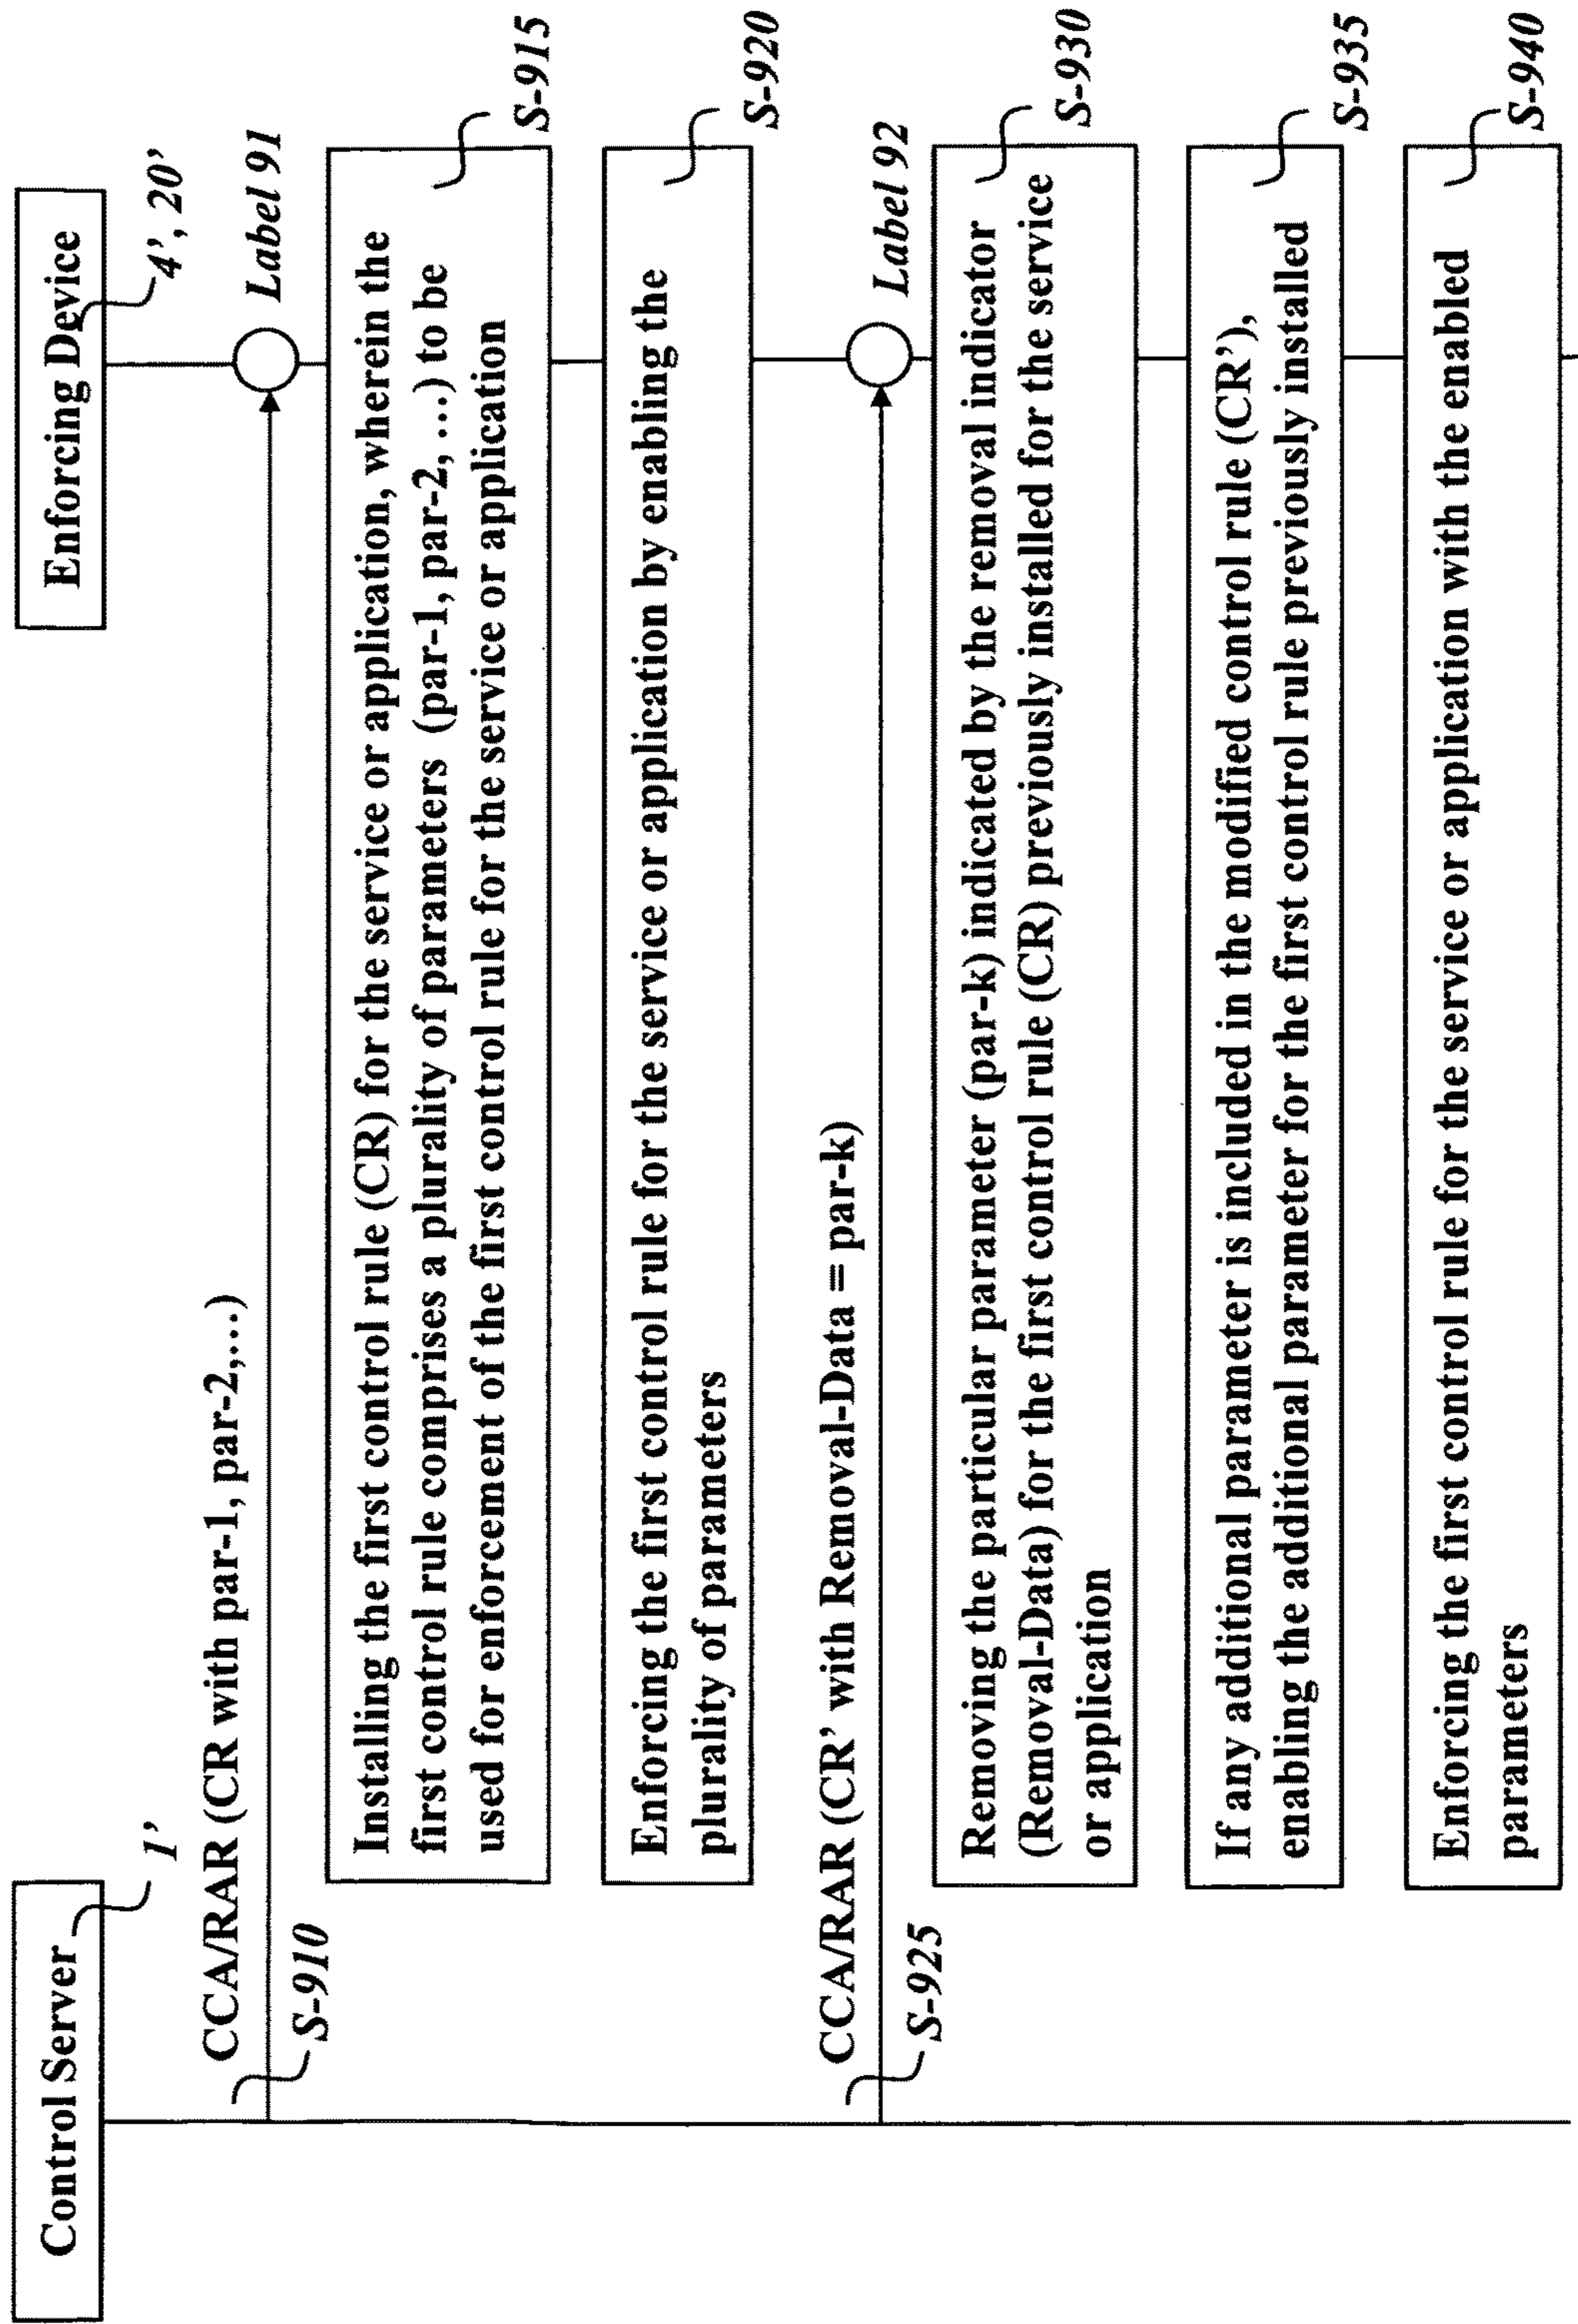 Control Server
1’
Enforcing Device
4’, 20’
CCA/RAR (CR with par-1, par-2,…)
S-910
Label 91
Installing the first control rule (CR) for the service or application, wherein the
first control rule comprises a plurality of parameters (par-1, par-2, …) to be
used for enforcement of the first control rule for the service or application
S-915
Enforcing the first control rule for the service or application by enabling the
plurality of parameters
S-920
CCA/RAR (CR’ with Removal-Data = par-k)
S-925
Label 92
Removing the particular parameter (par-k) indicated by the removal indicator
(Removal-Data) for the first control rule (CR) previously installed for the service
or application
S-930
If any additional parameter is included in the modified control rule (CR’),
enabling the additional parameter for the first control rule previously installed
S-935
Enforcing the first control rule for the service or application with the enabled
parameters
S-940